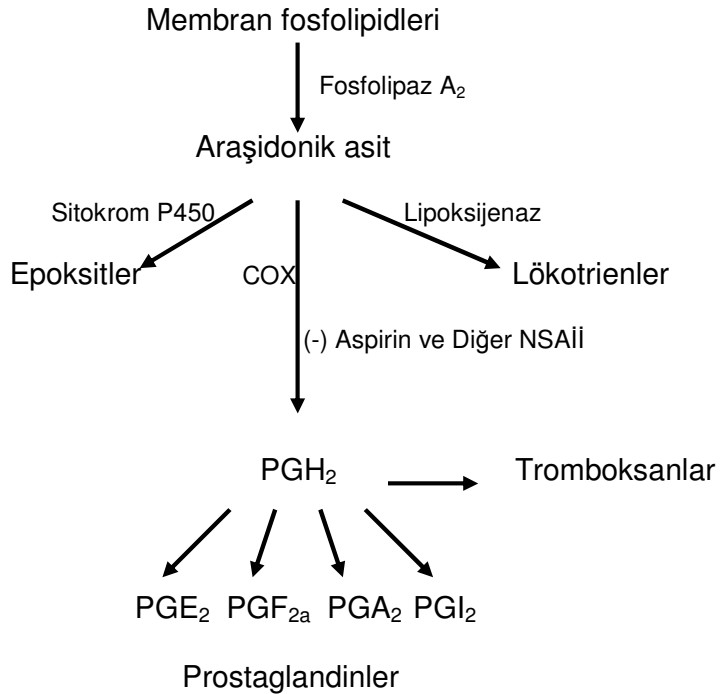 Membran fosfolipidleri
Fosfolipaz A₂
Araşidonik asit
Sitokrom P450
Lipoksijenaz
Epoksitler
COX
Lökotrienler
(-) Aspirin ve Diğer NSAİİ
PGH₂
Tromboksanlar
PGE₂ PGF₂ₐ PGA₂ PGI₂
Prostaglandinler